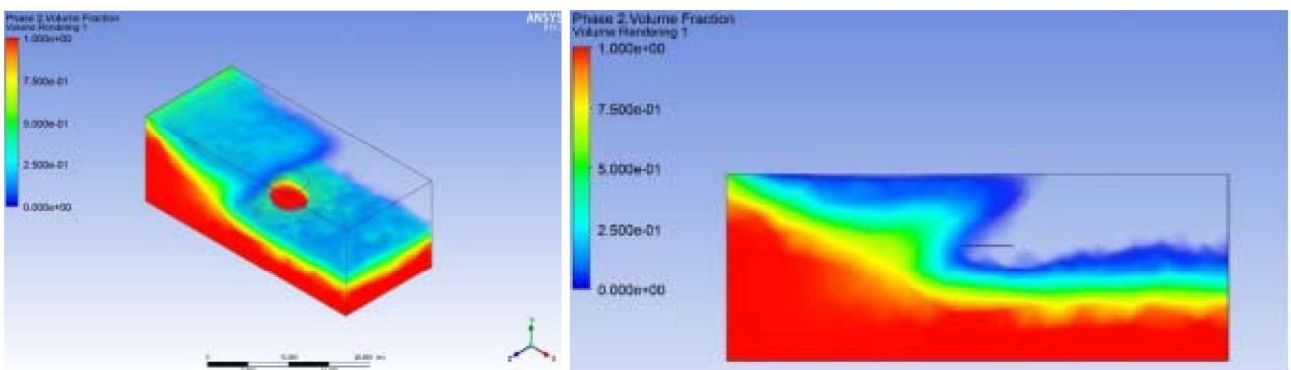 Phase 2.Volume Fraction
Volume Rendering 1
1.000e+00
7.500e-01
5.000e-01
2.500e-01
0.000e+00
ANSYS
0
Y
Z
X
Phase 2.Volume Fraction
Volume Rendering 1
1.000e+00
7.500e-01
5.000e-01
2.500e-01
0.000e+00